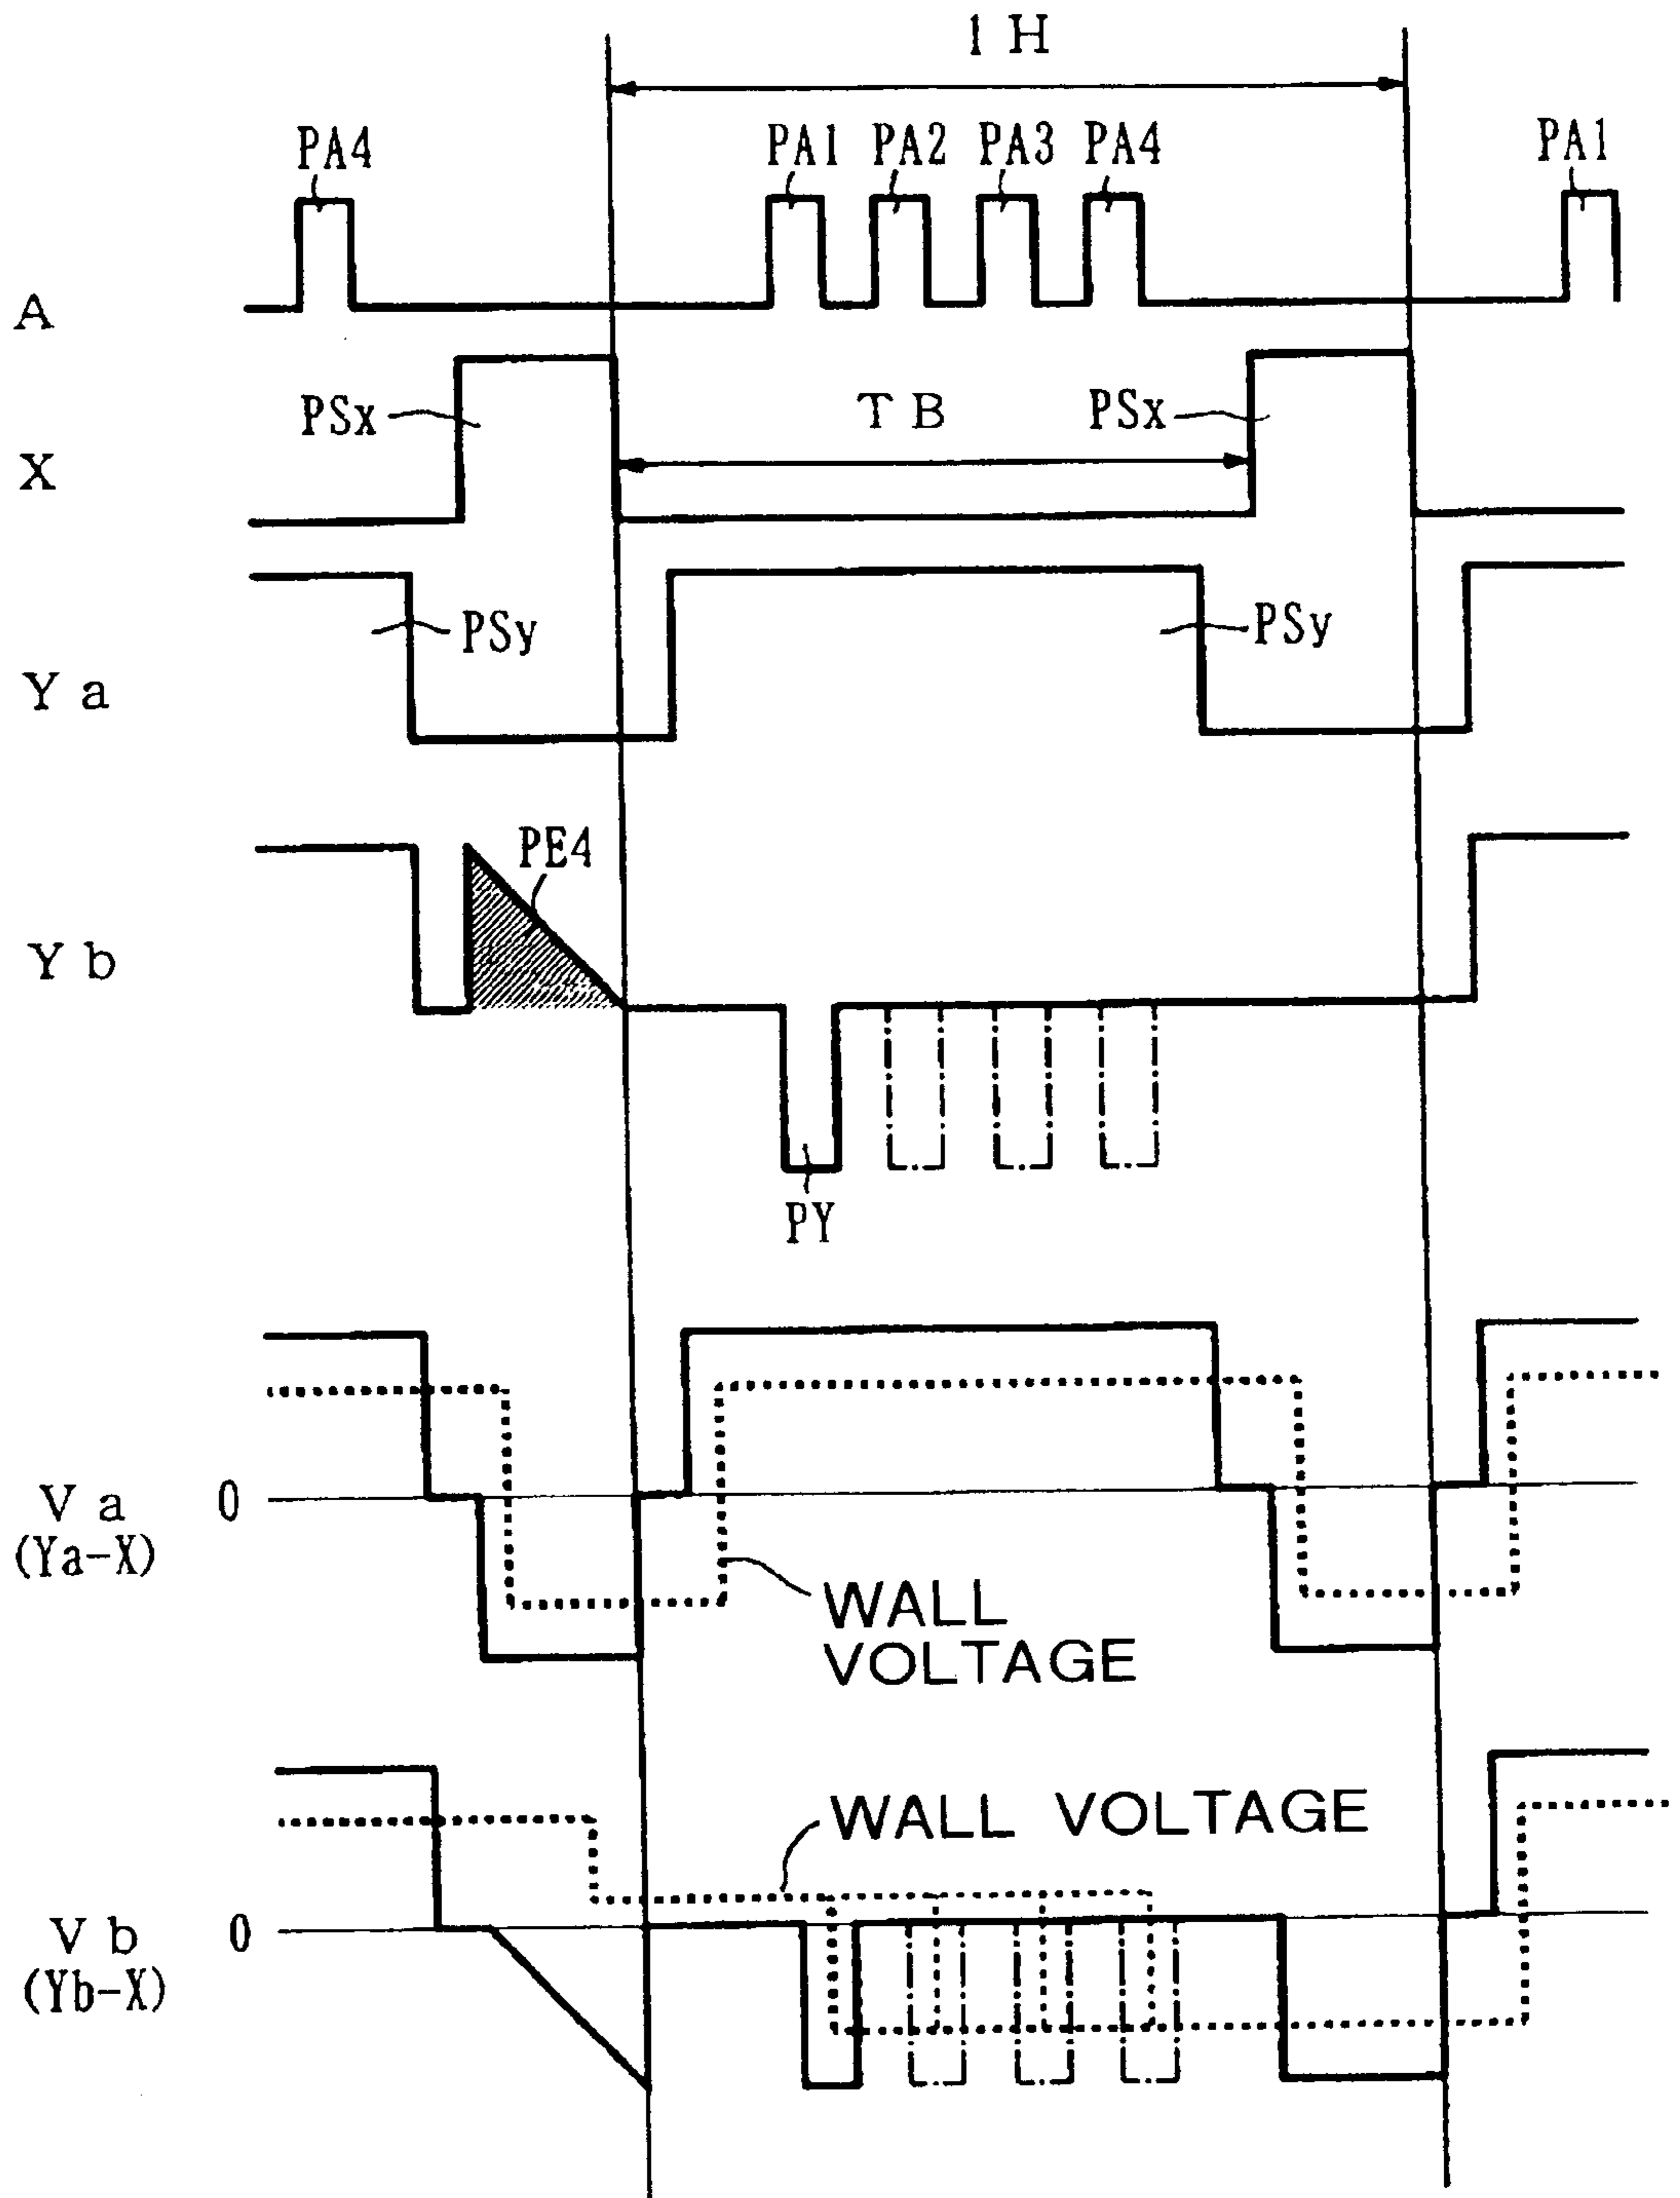 1 H
PA4
PA1 PA2 PA3 PA4
PA1
A
PSx
T B
PSx
X
PSy
PSy
Y a
PE4
Y b
PY
V a
(Ya-X)
0
WALL
VOLTAGE
WALL VOLTAGE
V b
(Yb-X)
0